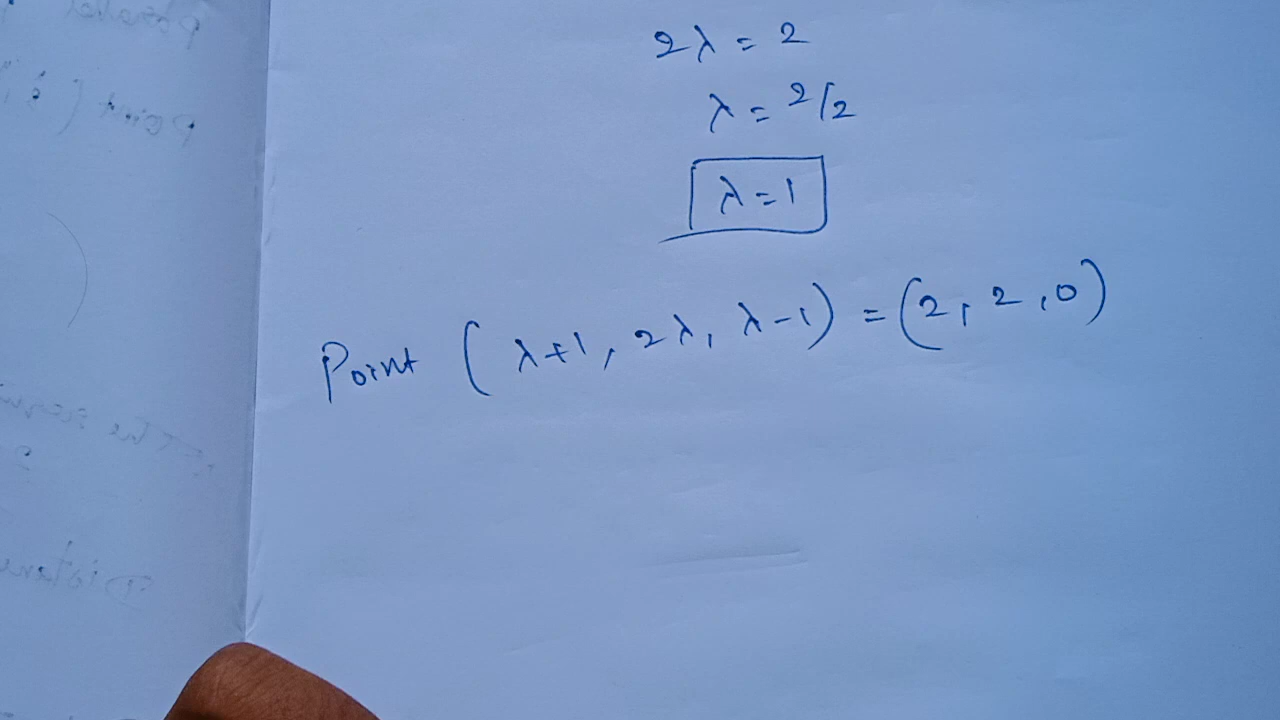 2λ = 2
λ = 2/2
λ = 1
Point ( λ+1, 2λ, λ-1) = (2, 2, 0)